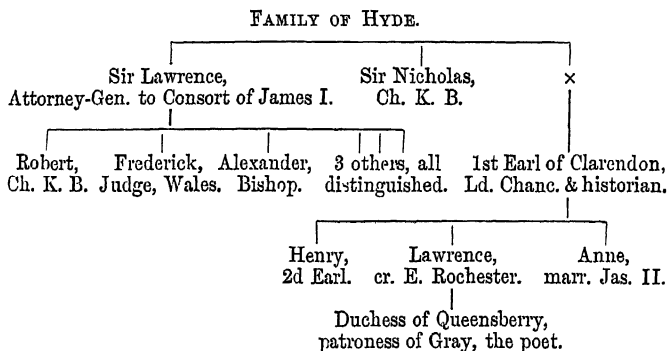 FAMILY OF HYDE.
Sir Lawrence,
Attorney-Gen. to Consort of James I.
Sir Nicholas,
Ch. K. B.
×
Robert,
Ch. K. B.
Frederick,
Judge, Wales.
Alexander,
Bishop.
3 others, all
distinguished.
1st Earl of Clarendon,
Ld. Chanc. & historian.
Henry,
2d Earl.
Lawrence,
cr. E. Rochester.
Anne,
marr. Jas. II.
Duchess of Queensberry,
patroness of Gray, the poet.